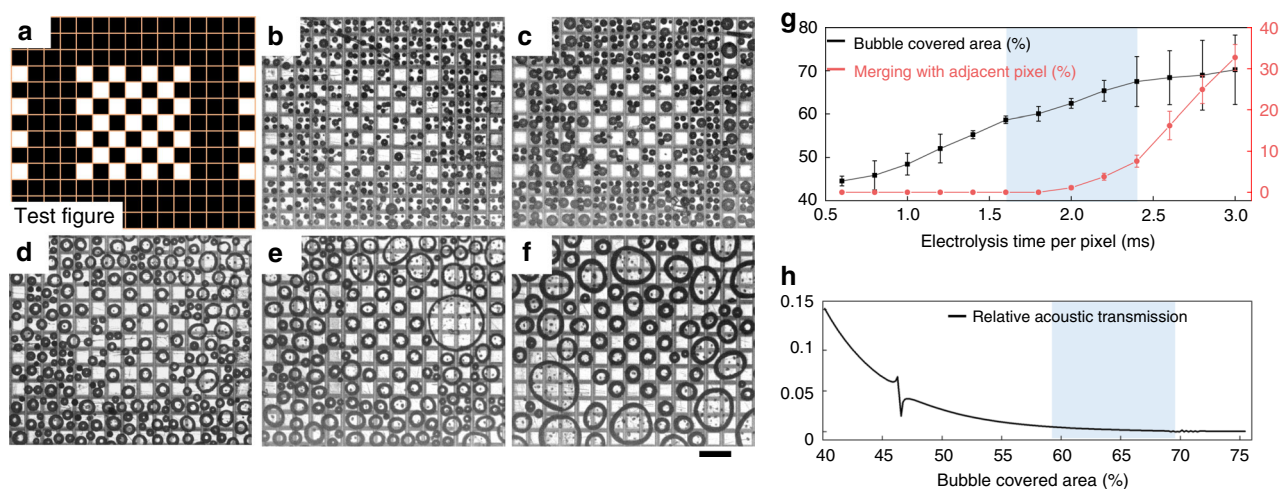 a
Test figure
b
c
d
e
f
g
80
70
60
50
40
Bubble covered area (%)
Merging with adjacent pixel (%)
40
30
20
10
0
0.5 1.0 1.5 2.0 2.5 3.0
Electrolysis time per pixel (ms)
h
0.15
0.1
0.05
0
Relative acoustic transmission
40 45 46 55 60 65 70 75
Bubble covered area (%)